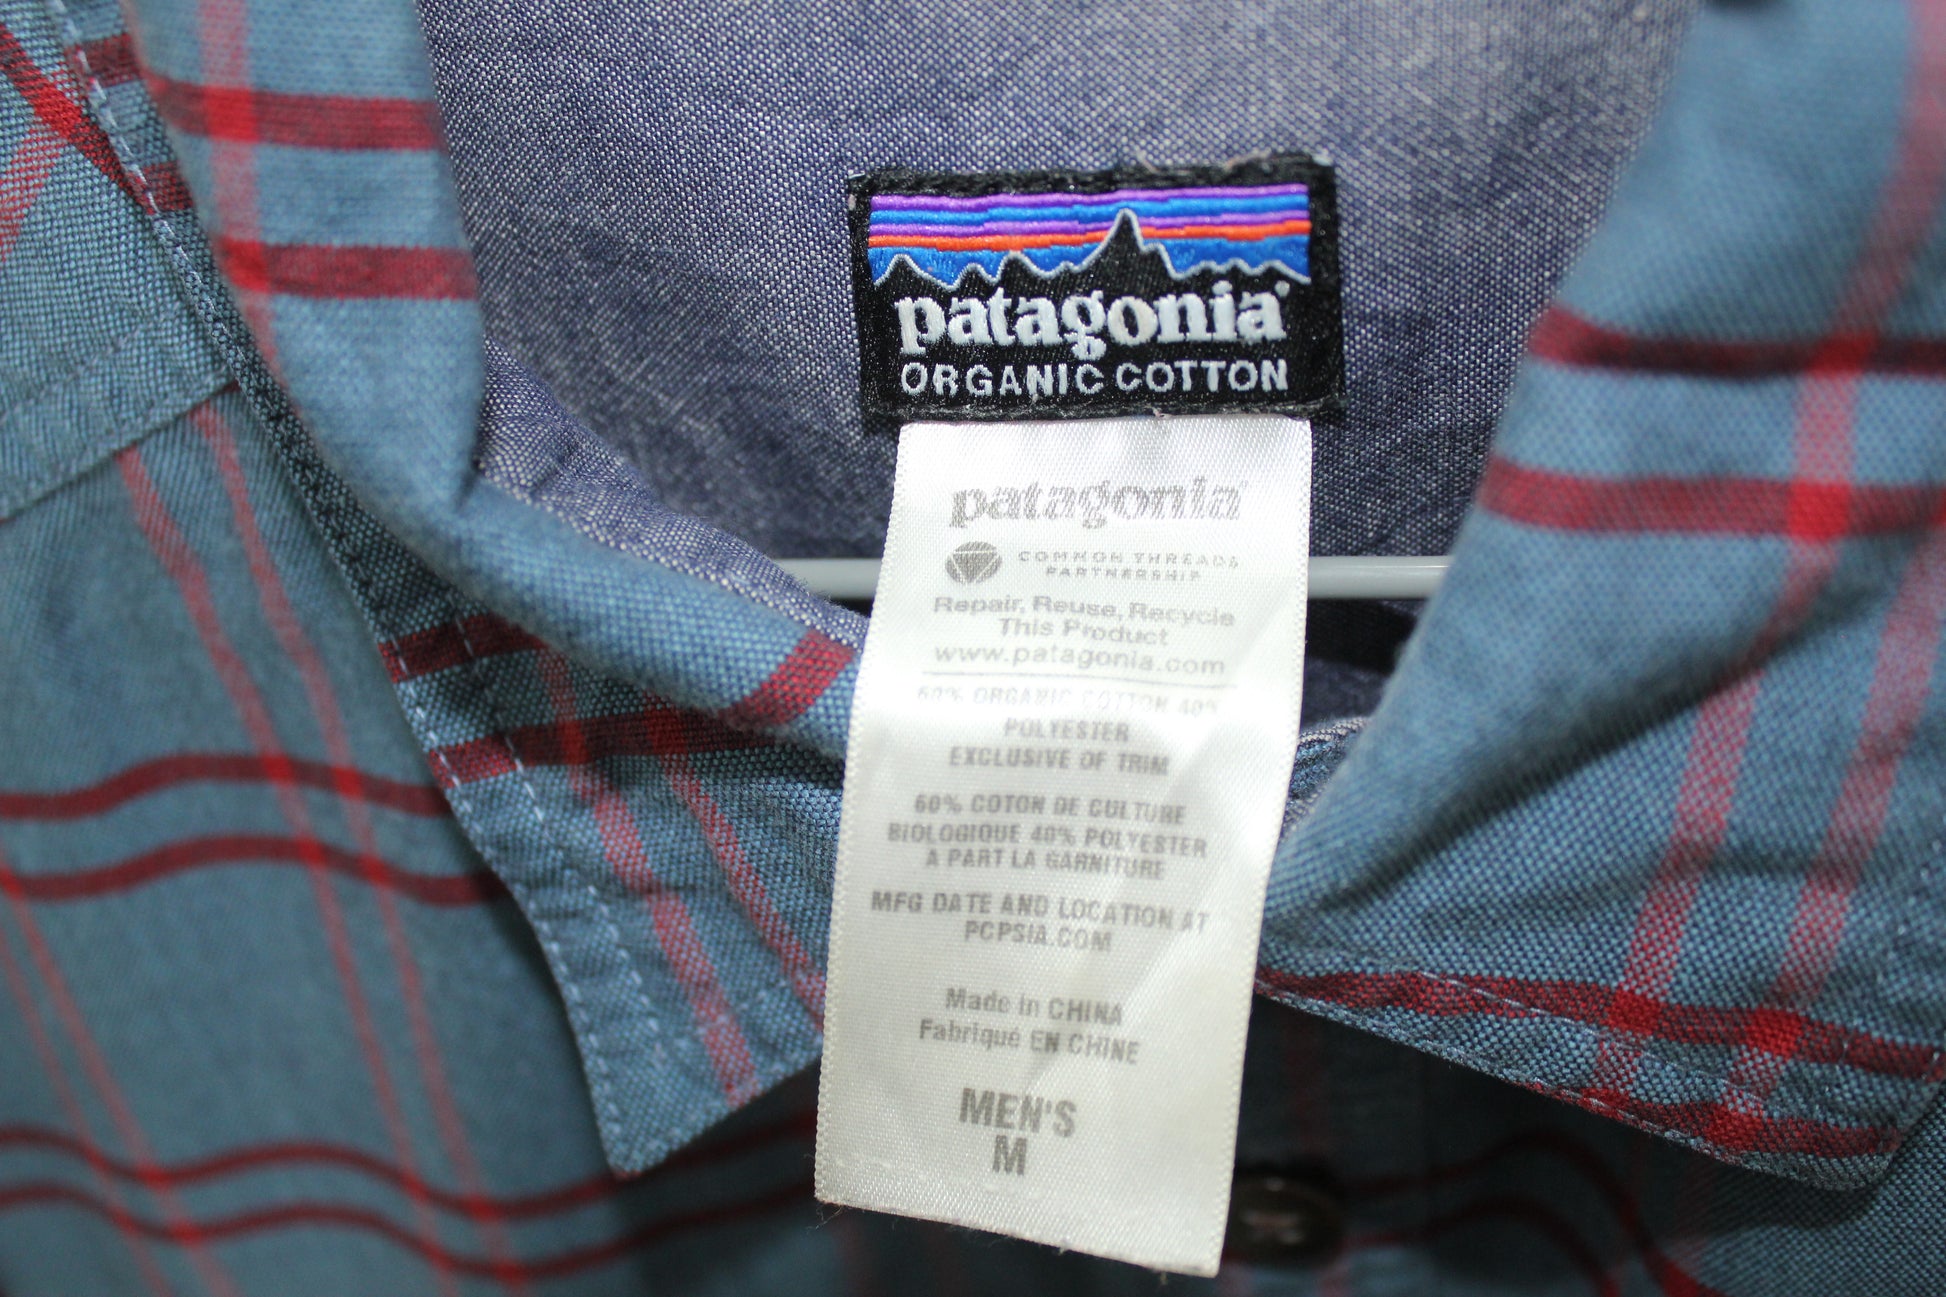 patagonia®
ORGANIC COTTON
patagonia®
COMMON THREADS
PARTNERSHIP
Repair, Reuse, Recycle
This Product
www.patagonia.com
60% ORGANIC COTTON 40%
POLYESTER
EXCLUSIVE OF TRIM
60% COTON DE CULTURE
BIOLOGIQUE 40% POLYESTER
A PART LA GARNITURE
MFG DATE AND LOCATION AT
PCPSIA.COM
Made in CHINA
Fabriqué EN CHINE
MEN'S
M